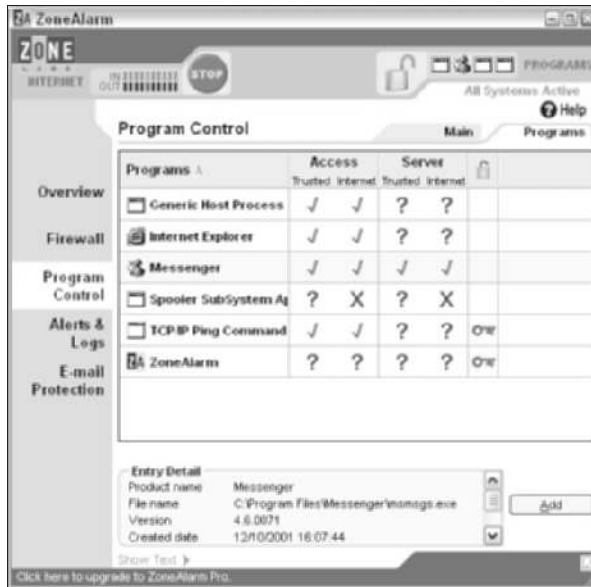 ZA ZoneAlarm
ZONE
LABS
INTERNET
IN
OUT
STOP
PROGRAMS
All Systems Active
Help
Program Control
Main
Programs
Overview
Firewall
Program
Control
Alerts &
Logs
E-mail
Protection
Programs Access Server
Trusted Internet Trusted Internet
Generic Host Process √ √ ? ?
Internet Explorer √ √ ? ?
Messenger √ √ √ √
Spooler SubSystem Ap ? X ? X
TCP/IP Ping Command √ √ ? ?
ZA ZoneAlarm ? ? ? ?
Entry Detail
Product name Messenger
File name C:\Program Files\Messenger\msmsgs.exe
Version 4.6.0071
Created date 12/10/2001 16:07:44
Add
Show Text
Click here to upgrade to ZoneAlarm Pro.